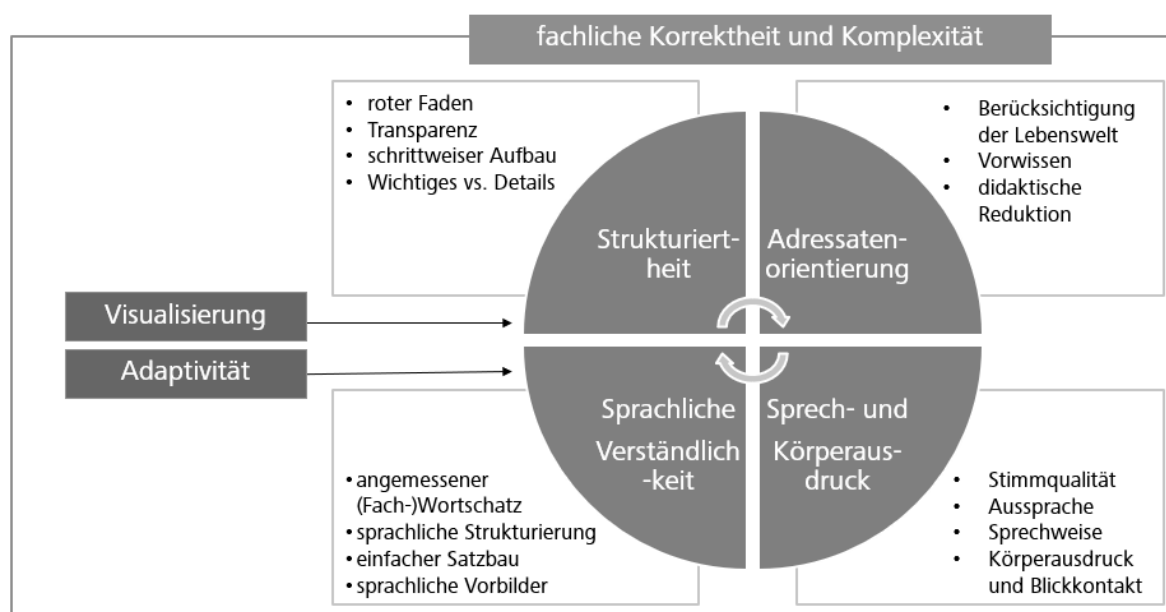 fachliche Korrektheit und Komplexität
• roter Faden
• Transparenz
• schrittweiser Aufbau
• Wichtiges vs. Details
• Berücksichtigung
der Lebenswelt
• Vorwissen
• didaktische
Reduktion
Strukturiert-
heit
Adressaten-
orientierung
Visualisierung
Adaptivität
Sprachliche
Verständlich
-keit
Sprech- und
Körperaus-
druck
• angemessener
(Fach-)Wortschatz
• sprachliche Strukturierung
• einfacher Satzbau
• sprachliche Vorbilder
• Stimmqualität
• Aussprache
• Sprechweise
• Körperausdruck
und Blickkontakt